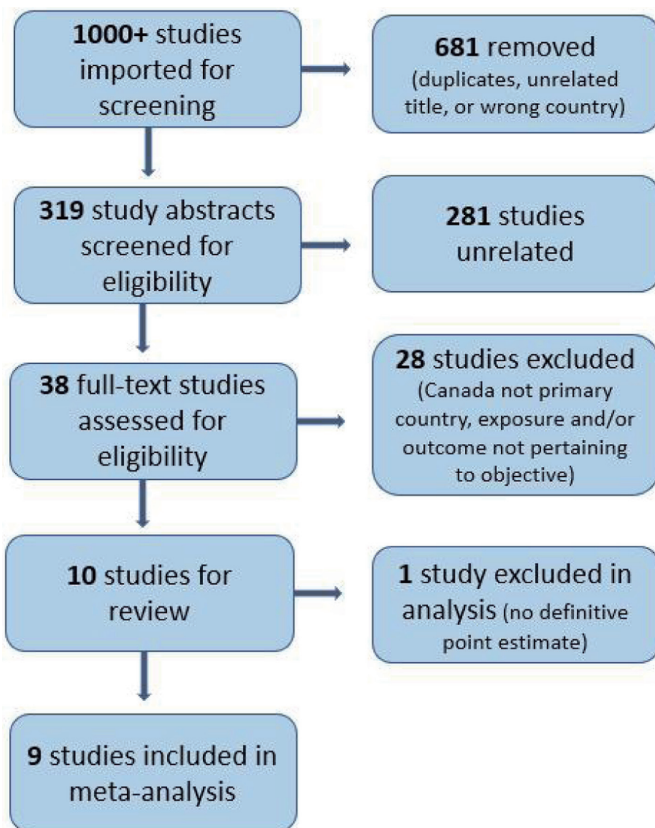 1000+ studies
imported for
screening
681 removed
(duplicates, unrelated
title, or wrong country)
319 study abstracts
screened for
eligibility
281 studies
unrelated
38 full-text studies
assessed for
eligibility
28 studies excluded
(Canada not primary
country, exposure and/or
outcome not pertaining
to objective)
10 studies for
review
1 study excluded in
analysis (no definitive
point estimate)
9 studies included in
meta-analysis